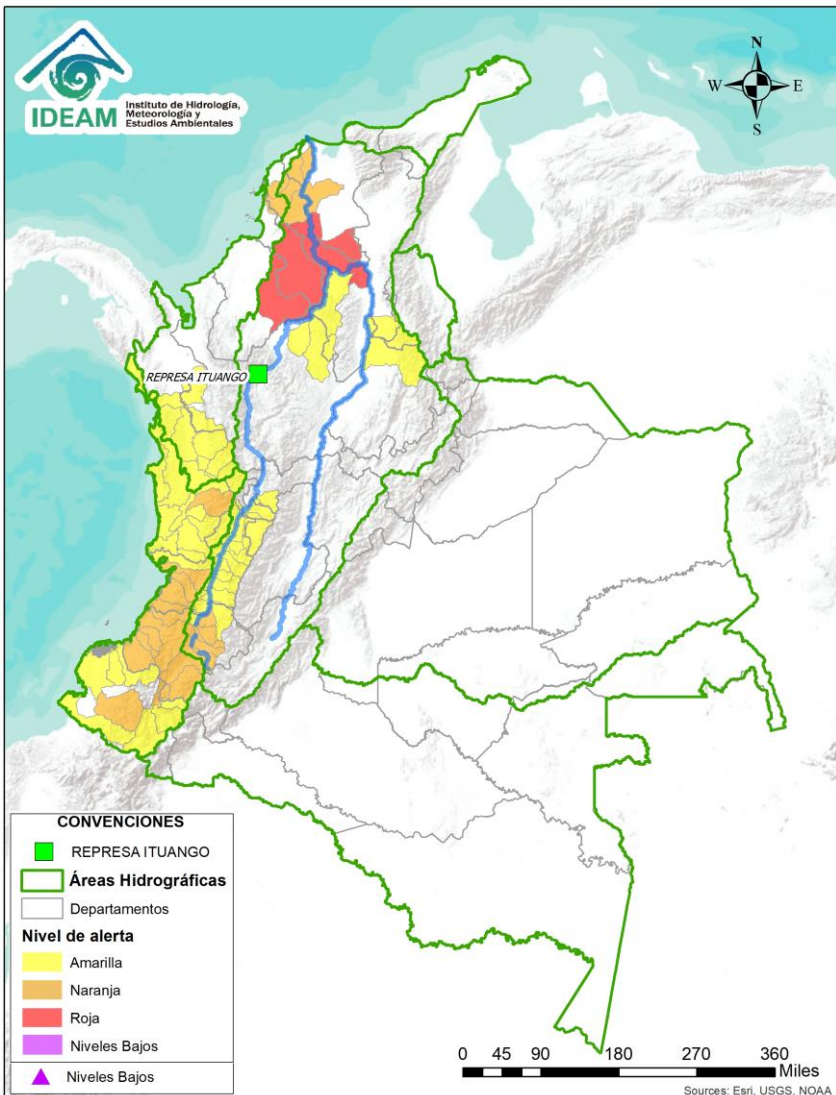 IDEAM
Instituto de Hidrología,
Meteorología y
Estudios Ambientales
N
W
E
S
REPRESA ITUANGO
CONVENCIONES
REPRESA ITUANGO
Áreas Hidrográficas
Departamentos
Nivel de alerta
Amarilla
Naranja
Roja
Niveles Bajos
Niveles Bajos
0 45 90 180 270 360
Miles
Sources: Esri, USGS, NOAA